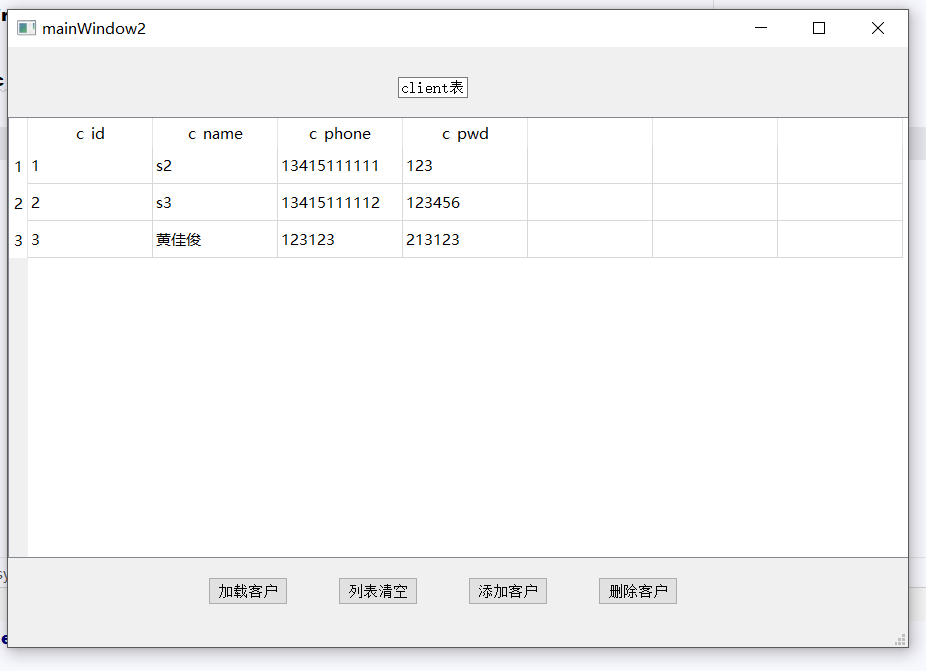 mainWindow2
client表
c id c name c phone c pwd
1 1 s2 13415111111 123
2 2 s3 13415111112 123456
3 3 黄佳俊 123123 213123
加载客户 列表清空 添加客户 删除客户